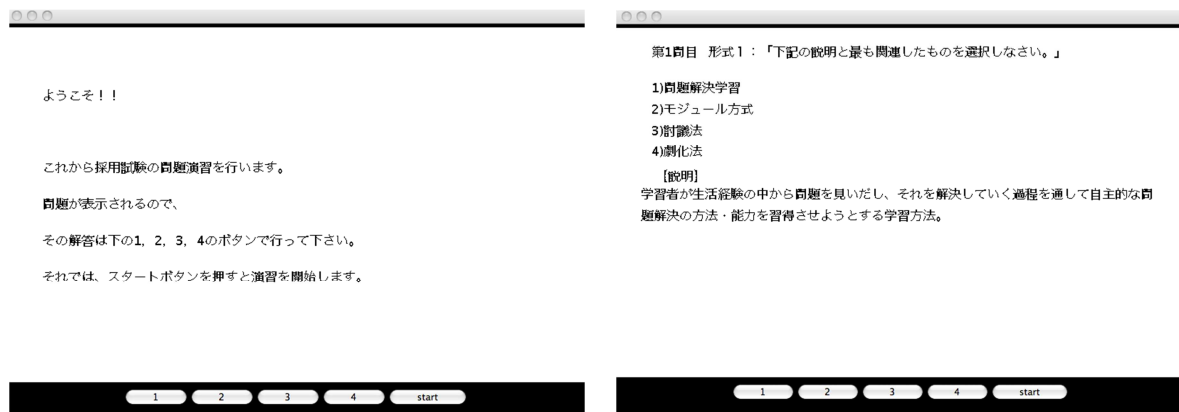 ようこそ！！
これから採用試験の問題演習を行います。
問題が表示されるので、
その解答は下の1，2，3，4のボタンで行って下さい。
それでは、スタートボタンを押すと演習を開始します。
1 2 3 4 start
第1問目 形式１：「下記の説明と最も関連したものを選択しなさい。」
1)問題解決学習
2)モジュール方式
3)討議法
4)劇化法
【説明】
学習者が生活経験の中から問題を見いだし、それを解決していく過程を通して自主的な問
題解決の方法・能力を習得させようとする学習方法。
1 2 3 4 start